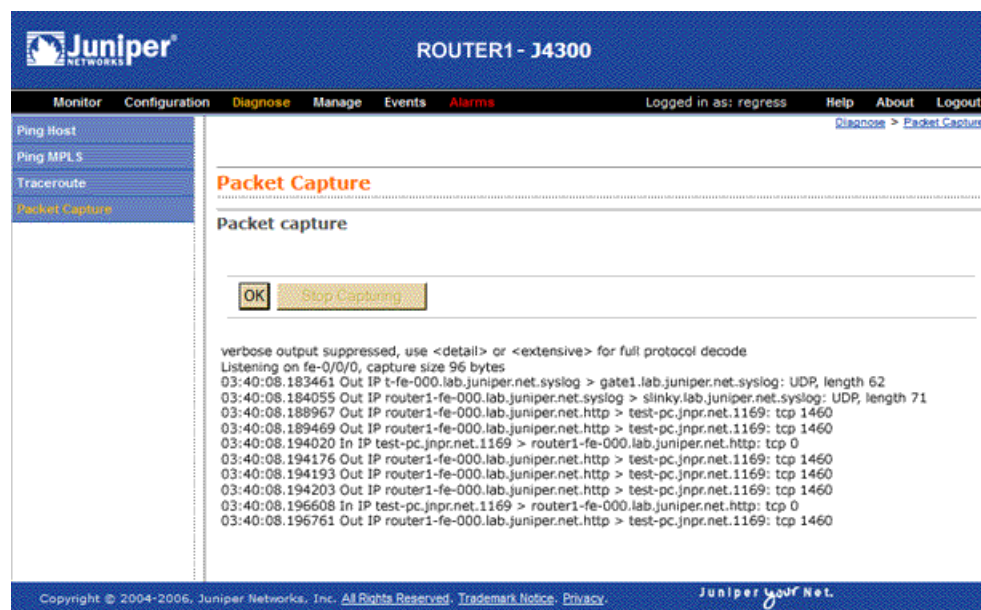 Juniper®
NETWORKS
ROUTER1 - J4300
Monitor Configuration Diagnose Manage Events Alarms Logged in as: regress Help About Logout
Diagnose > Packet Capture
Ping Host
Ping MPLS
Traceroute
Packet Capture
Packet Capture
Packet capture
OK Stop Capturing
verbose output suppressed, use <detail> or <extensive> for full protocol decode
Listening on fe-0/0/0, capture size 96 bytes
03:40:08.183461 Out IP t-fe-000.lab.juniper.net.syslog > gate1.lab.juniper.net.syslog: UDP, length 62
03:40:08.184055 Out IP router1-fe-000.lab.juniper.net.syslog > slinky.lab.juniper.net.syslog: UDP, length 71
03:40:08.188967 Out IP router1-fe-000.lab.juniper.net.http > test-pc.jnpr.net.1169: tcp 1460
03:40:08.189469 Out IP router1-fe-000.lab.juniper.net.http > test-pc.jnpr.net.1169: tcp 1460
03:40:08.194020 In IP test-pc.jnpr.net.1169 > router1-fe-000.lab.juniper.net.http: tcp 0
03:40:08.194176 Out IP router1-fe-000.lab.juniper.net.http > test-pc.jnpr.net.1169: tcp 1460
03:40:08.194193 Out IP router1-fe-000.lab.juniper.net.http > test-pc.jnpr.net.1169: tcp 1460
03:40:08.194203 Out IP router1-fe-000.lab.juniper.net.http > test-pc.jnpr.net.1169: tcp 1460
03:40:08.196608 In IP test-pc.jnpr.net.1169 > router1-fe-000.lab.juniper.net.http: tcp 0
03:40:08.196761 Out IP router1-fe-000.lab.juniper.net.http > test-pc.jnpr.net.1169: tcp 1460
Copyright © 2004-2006, Juniper Networks, Inc. All Rights Reserved. Trademark Notice. Privacy. Juniper your Net.